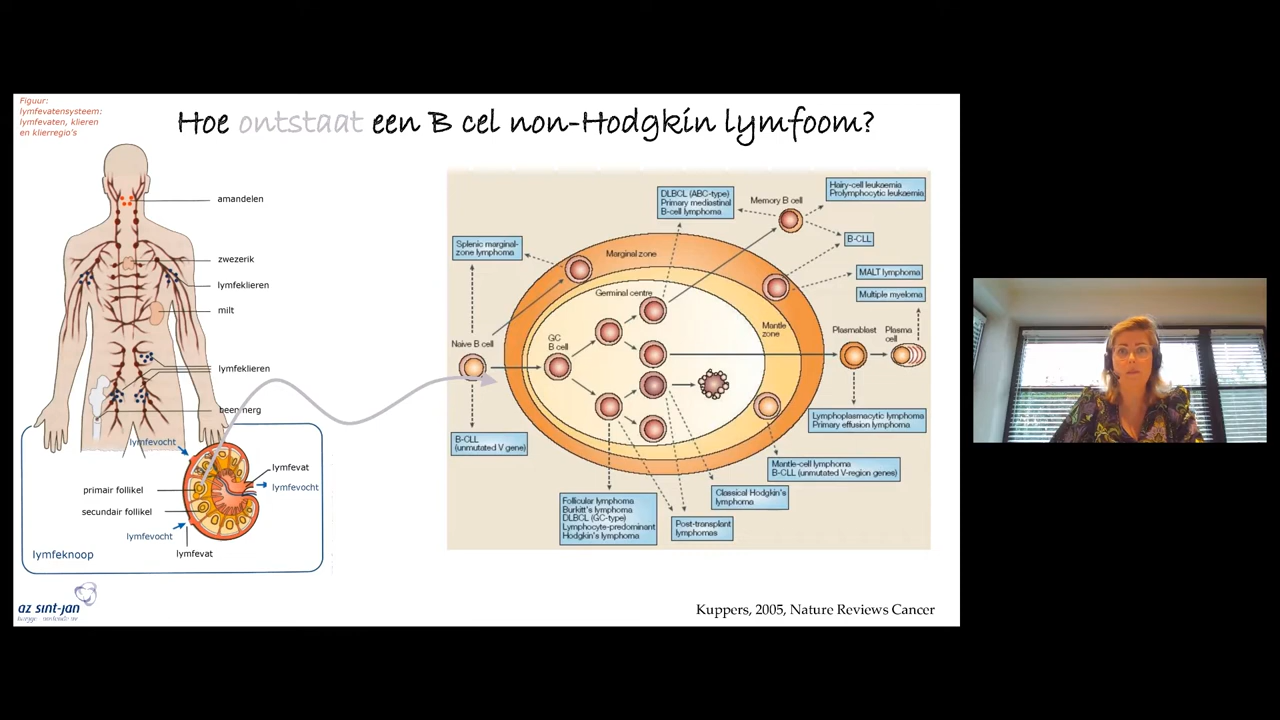 Figuur:
lymfevatensysteem:
lymfevaten, klieren
en klierregio's
Hoe ontstaat een B cel non-Hodgkin lymfoom?
amandelen
zwezerik
lymfeklieren
milt
lymfeklieren
beenmerg
lymfevocht
lymfevat
lymfevocht
primair follikel
secundair follikel
lymfevocht
lymfevat
lymfeknoop
az sint-jan
DLBCL (ABC-type)
Primary mediastinal
B-cell lymphoma
Memory B cell
Hairy-cell leukaemia
Prolymphocytic leukaemia
Splenic marginal-
zone lymphoma
Marginal zone
B-CLL
MALT lymphoma
Multiple myeloma
Germinal centre
Mantle
zone
Naive B cell
GC
B cell
Plasmablast
Plasma
cell
B-CLL
(unmutated V gene)
Lymphoplasmacytic lymphoma
Primary effusion lymphoma
Mantle-cell lymphoma
B-CLL (unmutated V-region genes)
Classical Hodgkin's
lymphoma
Follicular lymphoma
Burkitt's lymphoma
DLBCL (GC-type)
Lymphocyte-predominant
Hodgkin's lymphoma
Post-transplant
lymphomas
Kuppers, 2005, Nature Reviews Cancer